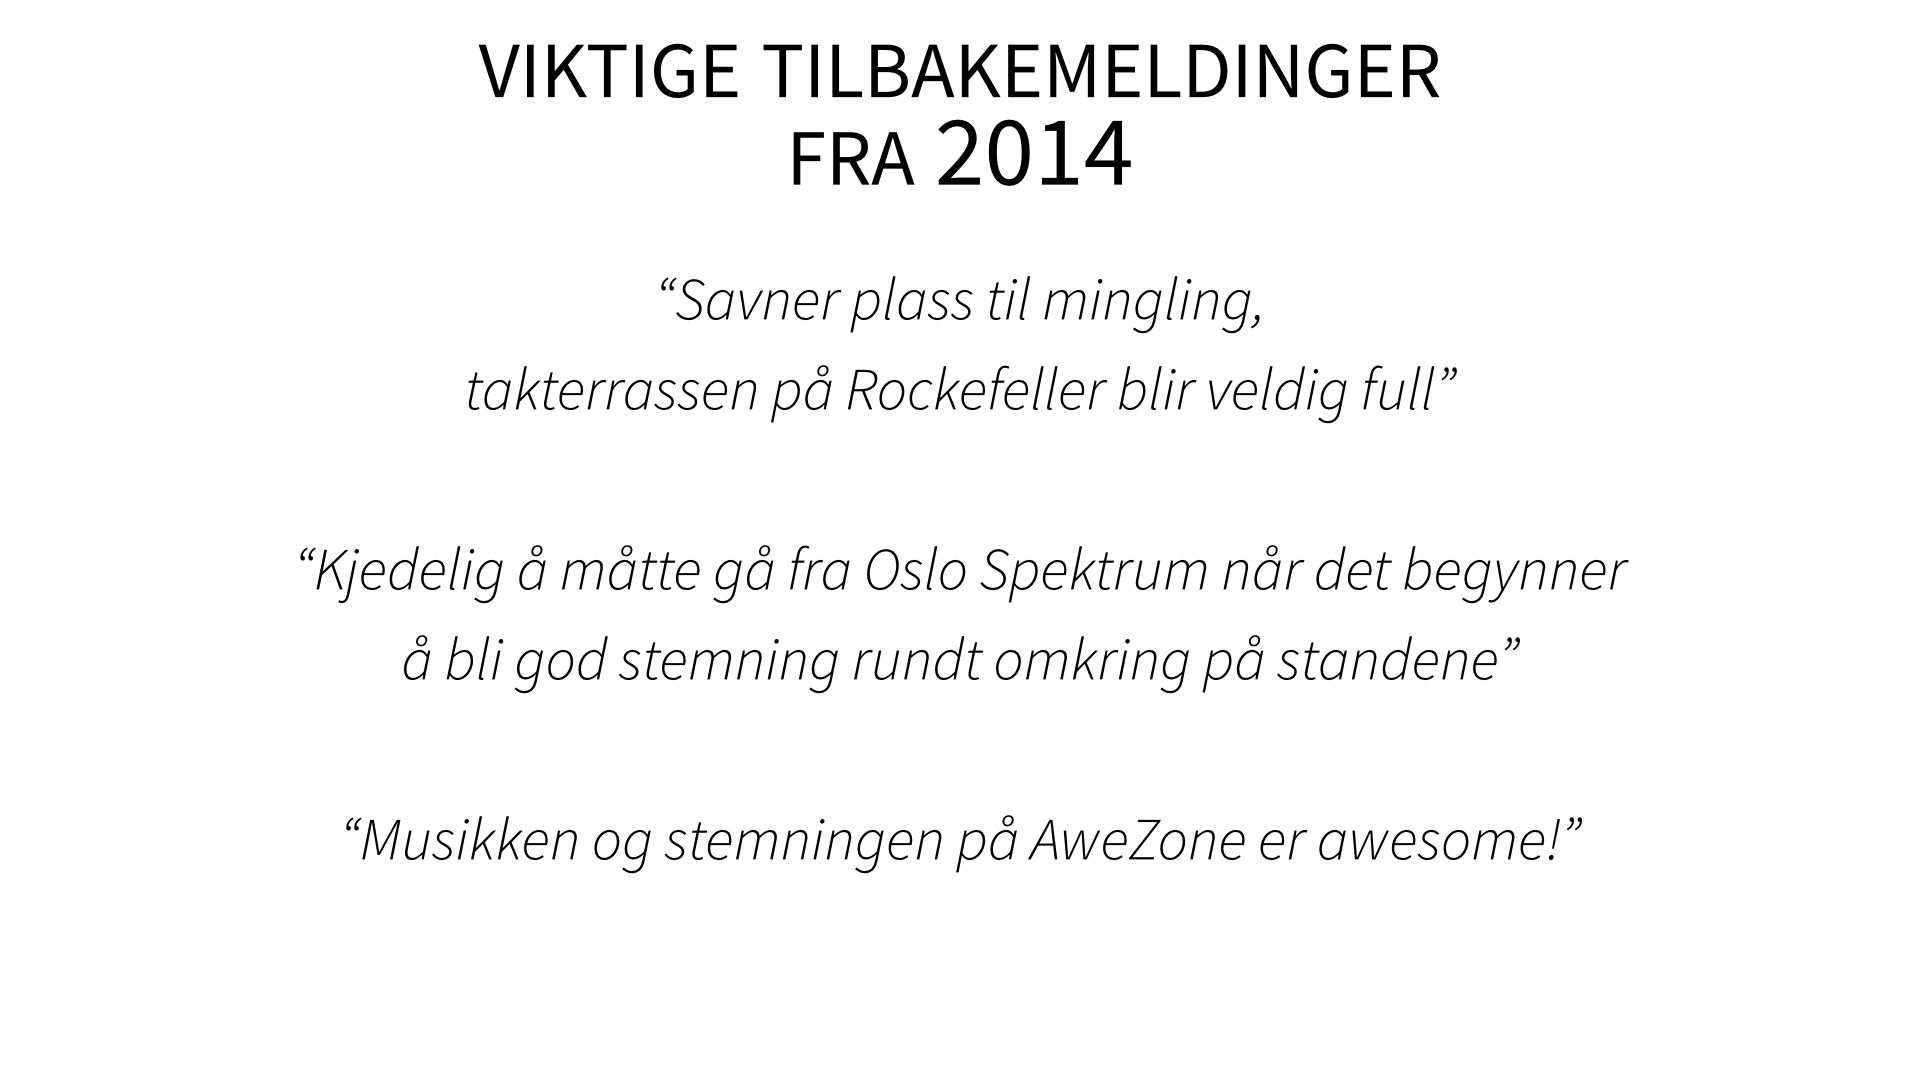 VIKTIGE TILBAKEMELDINGER
FRA 2014
“Savner plass til mingling,
takterrassen på Rockefeller blir veldig full”
“Kjedelig å måtte gå fra Oslo Spektrum når det begynner
å bli god stemning rundt omkring på standene”
“Musikken og stemningen på AweZone er awesome!”